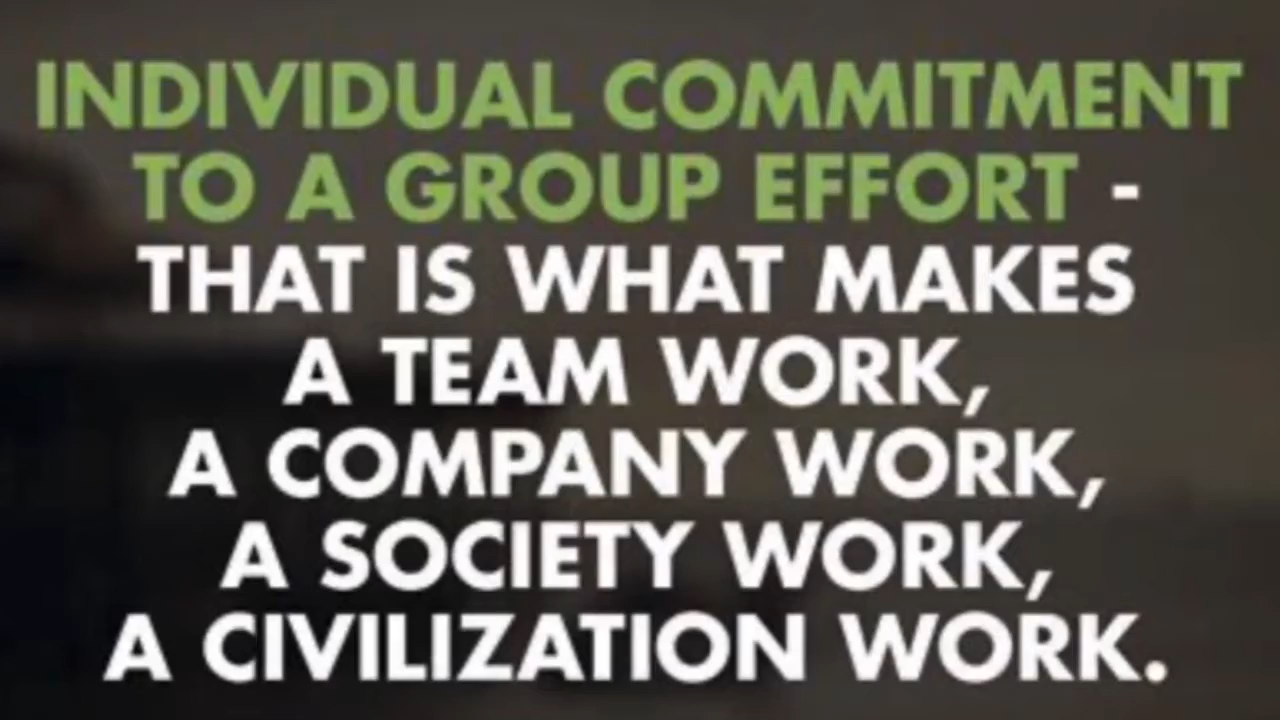 INDIVIDUAL COMMITMENT
TO A GROUP EFFORT -
THAT IS WHAT MAKES
A TEAM WORK,
A COMPANY WORK,
A SOCIETY WORK,
A CIVILIZATION WORK.